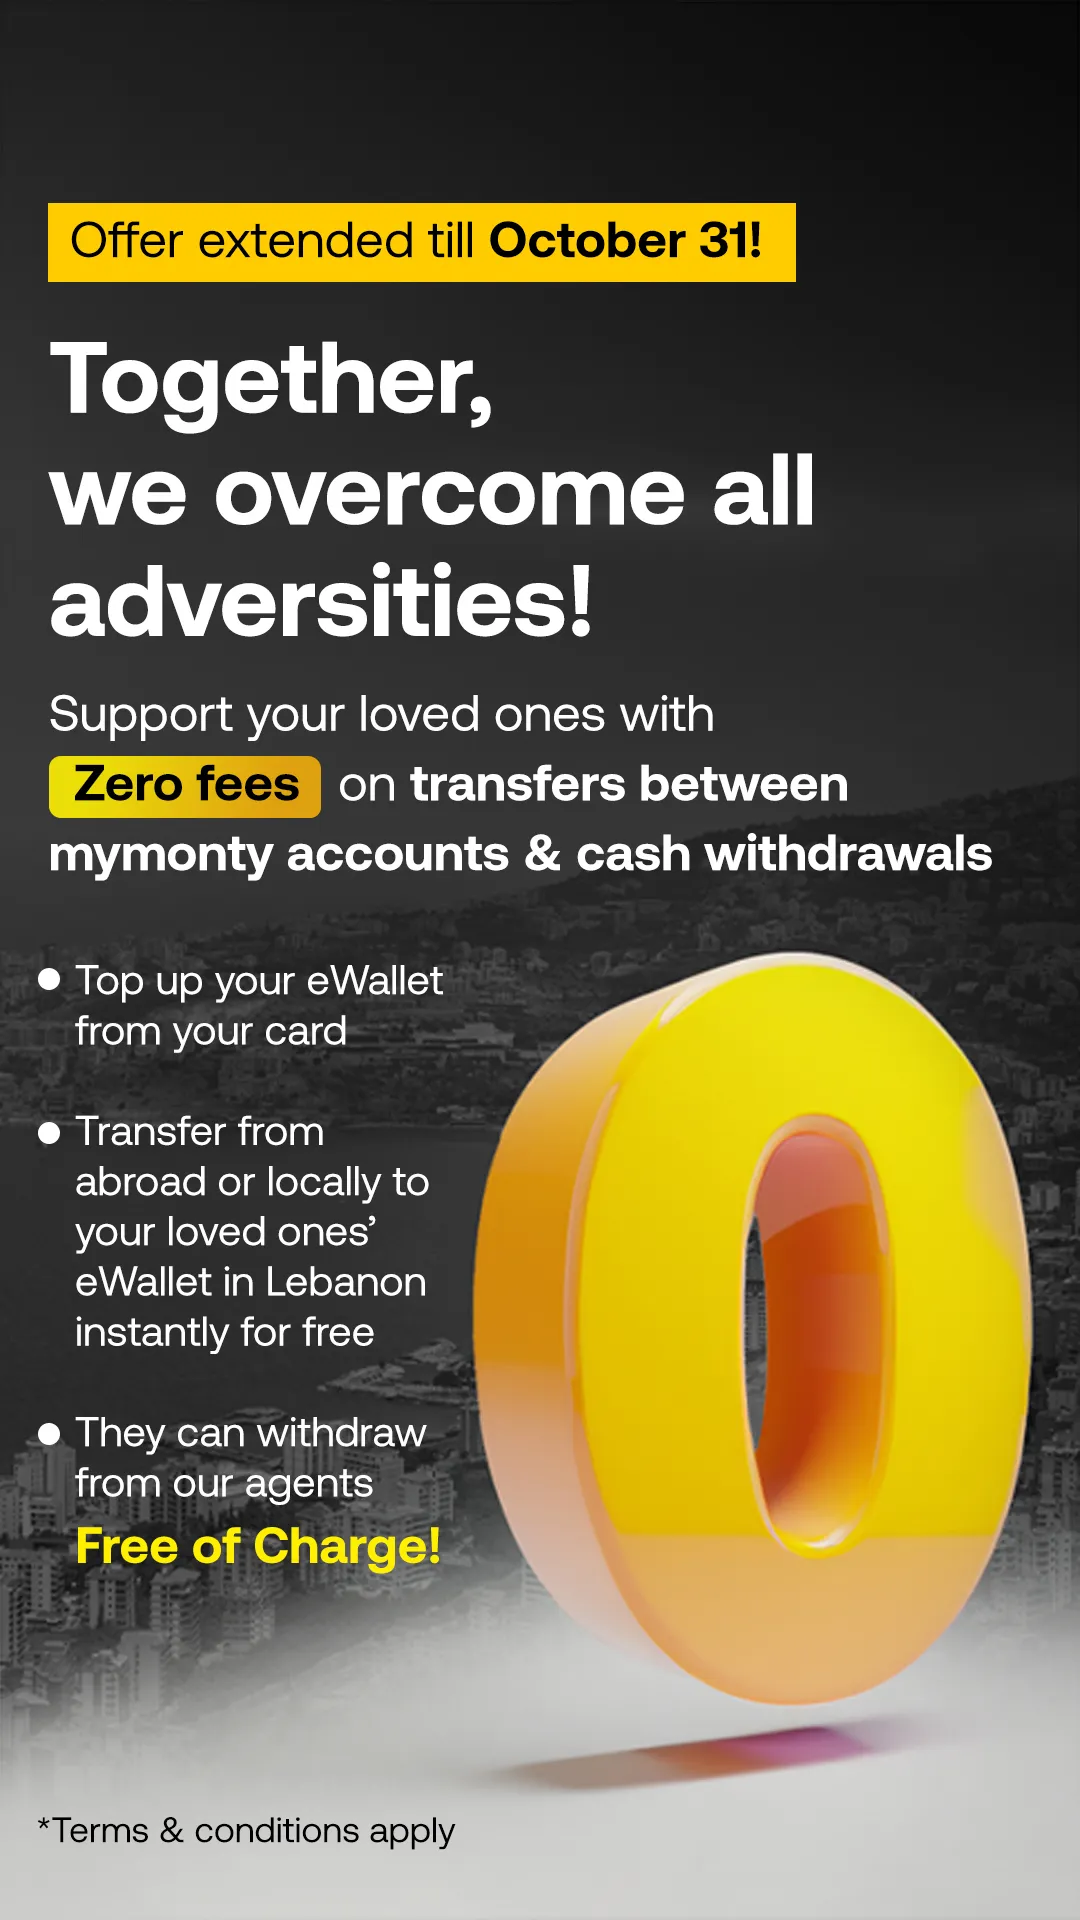 Offer extended till October 31!
Together,
we overcome all
adversities!
Support your loved ones with
Zero fees on transfers between
mymonty accounts & cash withdrawals
Top up your eWallet
from your card
Transfer from
abroad or locally to
your loved ones’
eWallet in Lebanon
instantly for free
They can withdraw
from our agents
Free of Charge!
0
*Terms & conditions apply